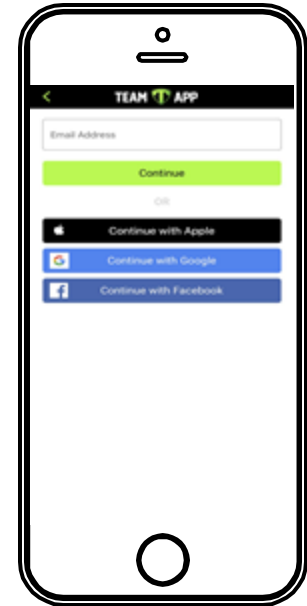 TEAM APP
Email Address
Continue
OR
Continue with Apple
Continue with Google
Continue with Facebook